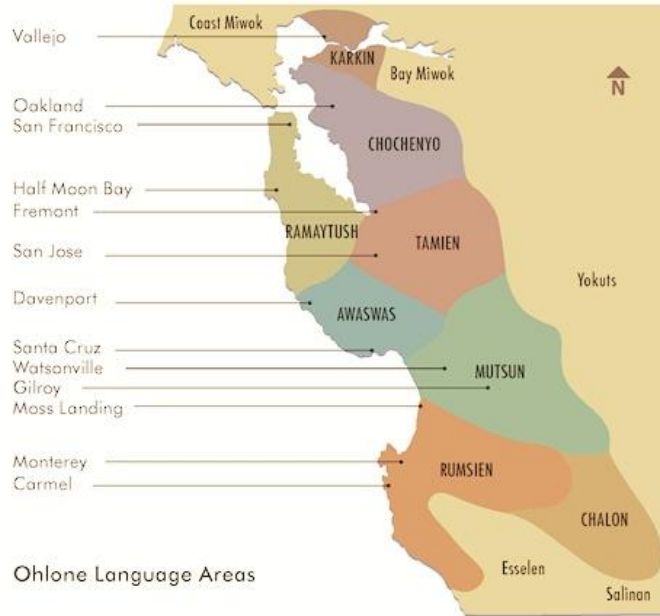 Coast Miwok
Vallejo
KARKIN
Bay Miwok
N
Oakland
San Francisco
CHOCHENYO
Half Moon Bay
Fremont
RAMAYTUSH
TAMIEN
San Jose
Yokuts
Davenport
AWASWAS
Santa Cruz
Watsonville
MUTSUN
Gilroy
Moss Landing
Monterey
RUMSIEN
Carmel
CHALON
Esselen
Ohlone Language Areas
Salinan